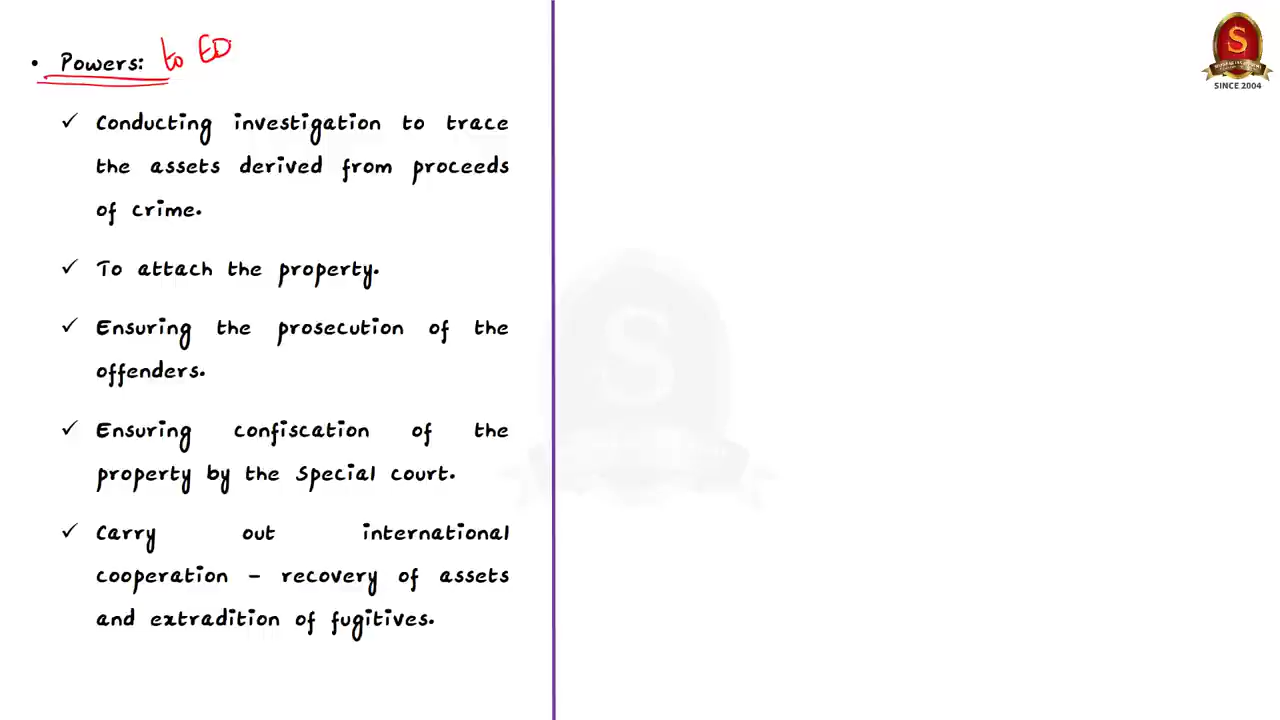 • Powers: to ED
✓ Conducting investigation to trace
the assets derived from proceeds
of crime.
✓ To attach the property.
✓ Ensuring the prosecution of the
offenders.
✓ Ensuring confiscation of the
property by the Special court.
✓ Carry out international
cooperation – recovery of assets
and extradition of fugitives.
S
SINCE 2004
S